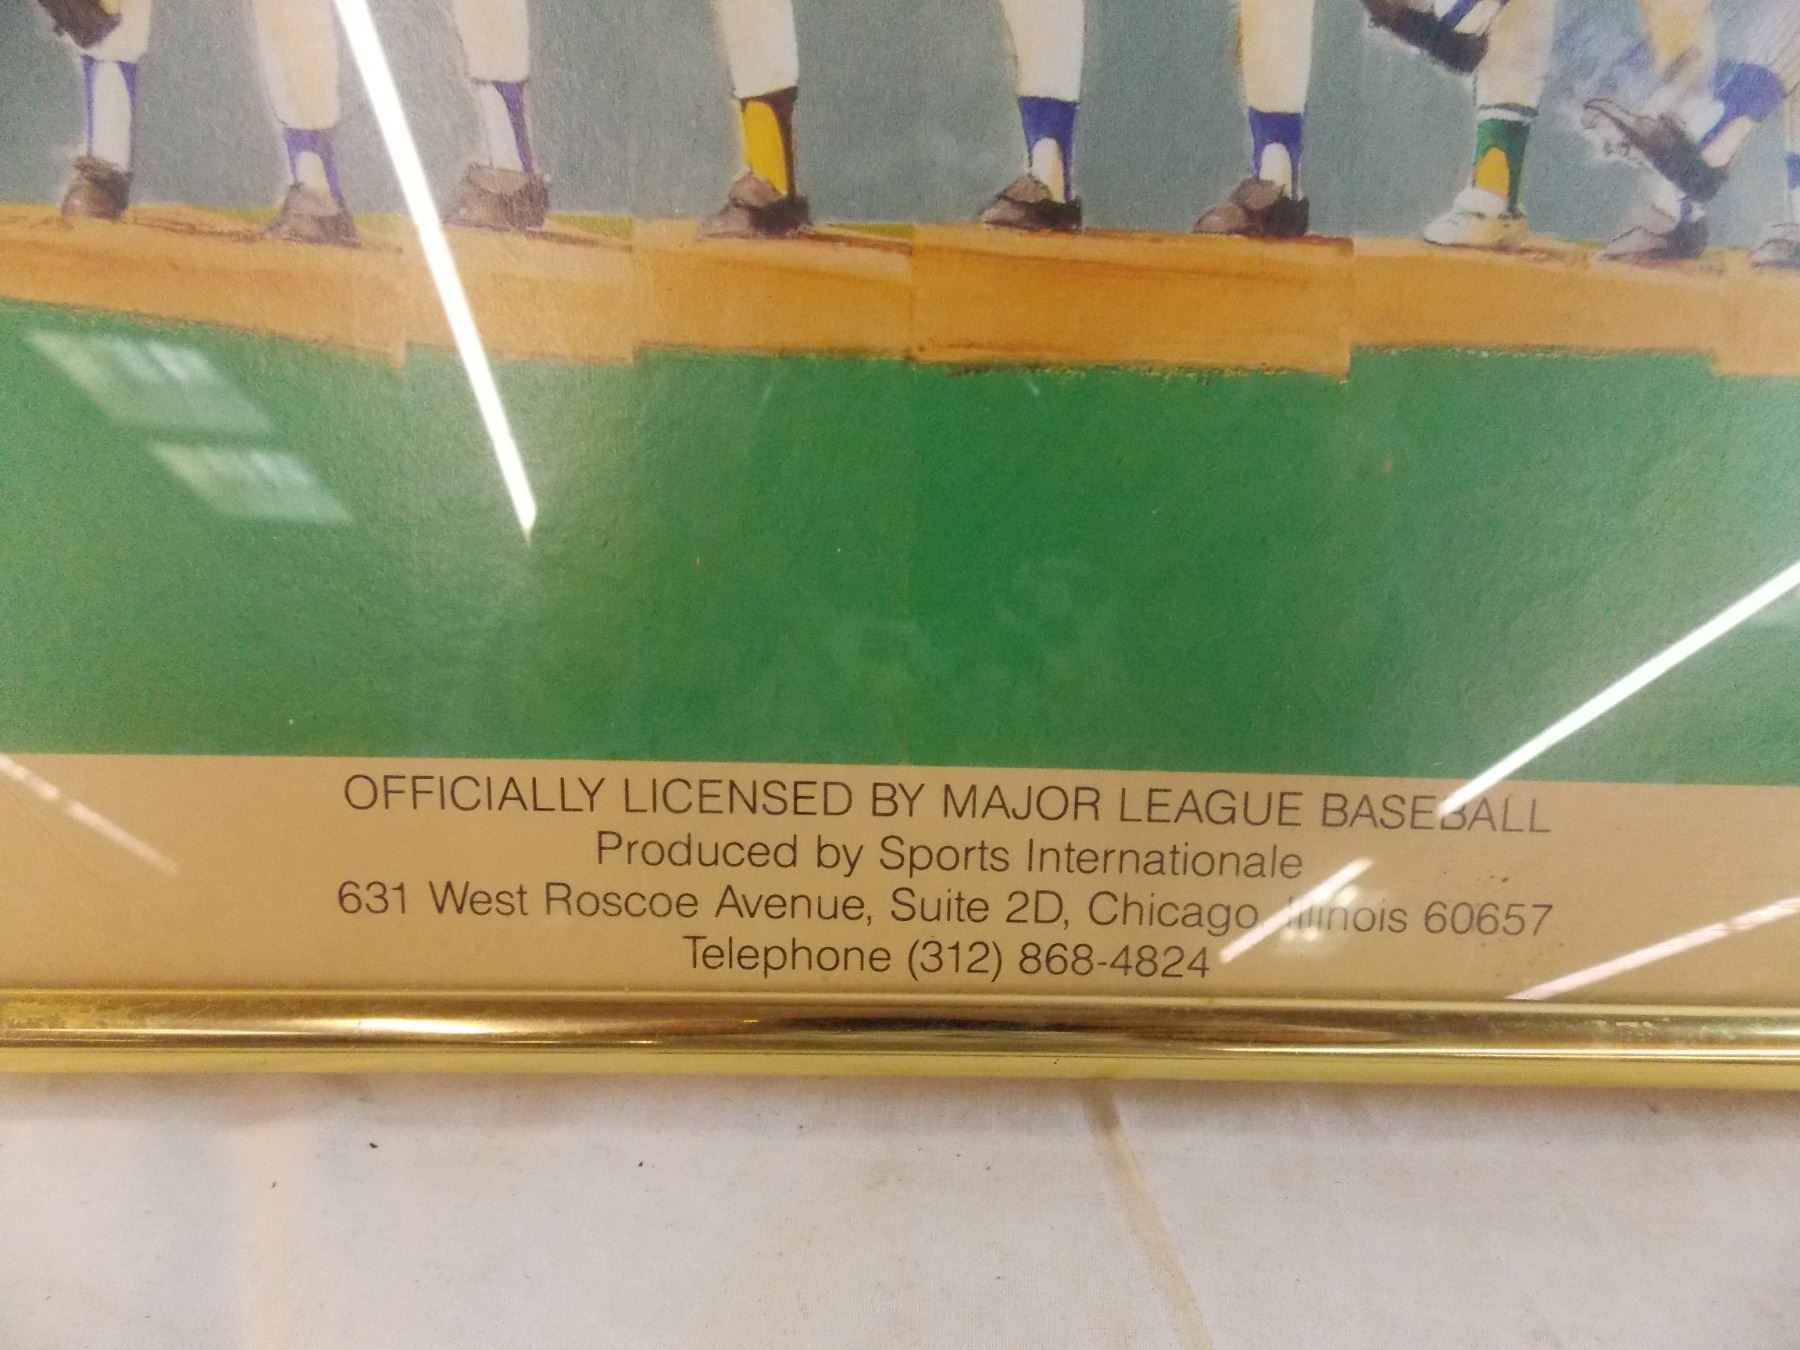 OFFICIALLY LICENSED BY MAJOR LEAGUE BASEBALL
Produced by Sports Internationale
631 West Roscoe Avenue, Suite 2D, Chicago, Illinois 60657
Telephone (312) 868-4824